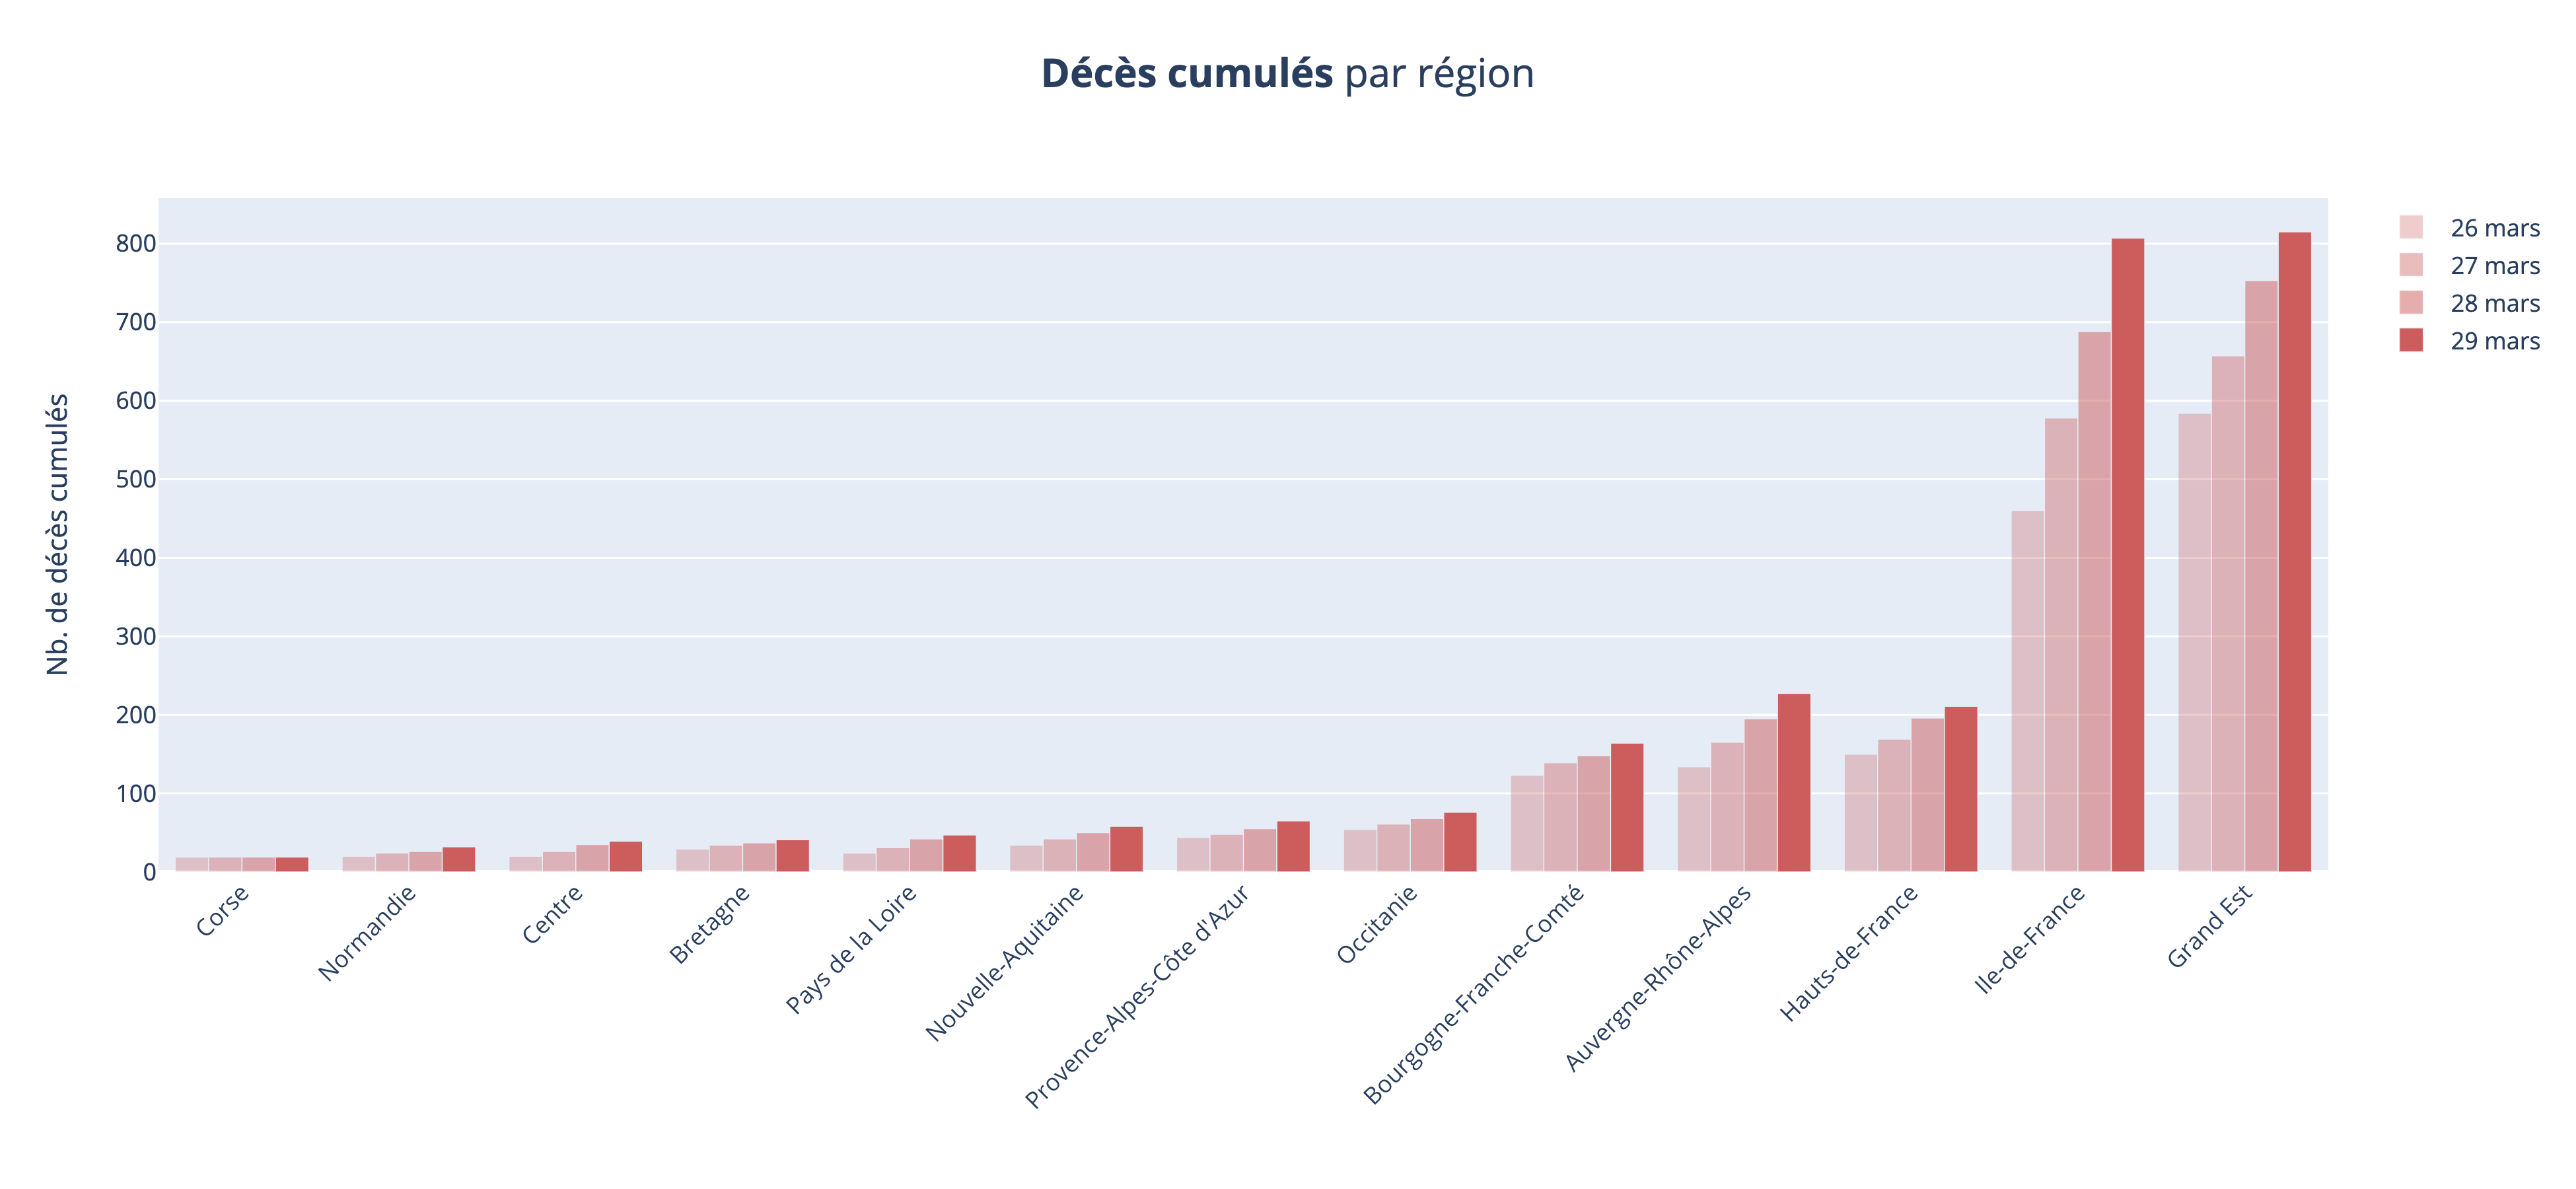 Décès cumulés par région
26 mars
27 mars
28 mars
29 mars
Nb. de décès cumulés
800
700
600
500
400
300
200
100
0
Corse
Normandie
Centre
Bretagne
Pays de la Loire
Nouvelle-Aquitaine
Provence-Alpes-Côte d'Azur
Occitanie
Bourgogne-Franche-Comté
Auvergne-Rhône-Alpes
Hauts-de-France
Ile-de-France
Grand Est